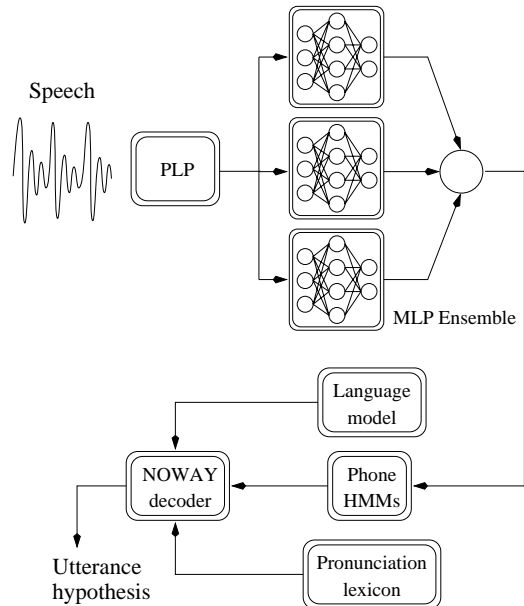 Speech
PLP
MLP Ensemble
Language
model
NOWAY
decoder
Phone
HMMs
Utterance
hypothesis
Pronunciation
lexicon